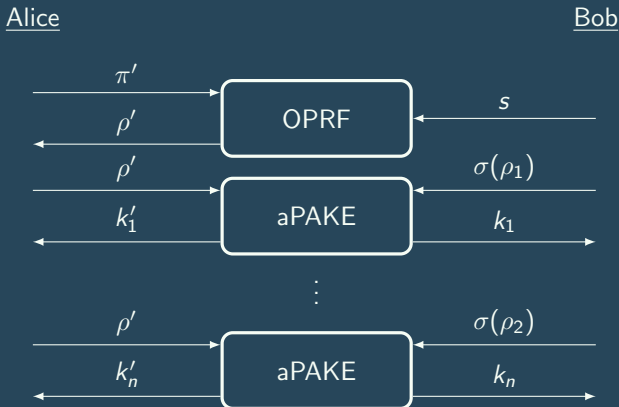 Alice Bob
π′
OPRF s
ρ′
ρ′ σ(ρ₁)
aPAKE
k′₁ k₁
⋮
ρ′ σ(ρ₂)
aPAKE
k′ₙ kₙ